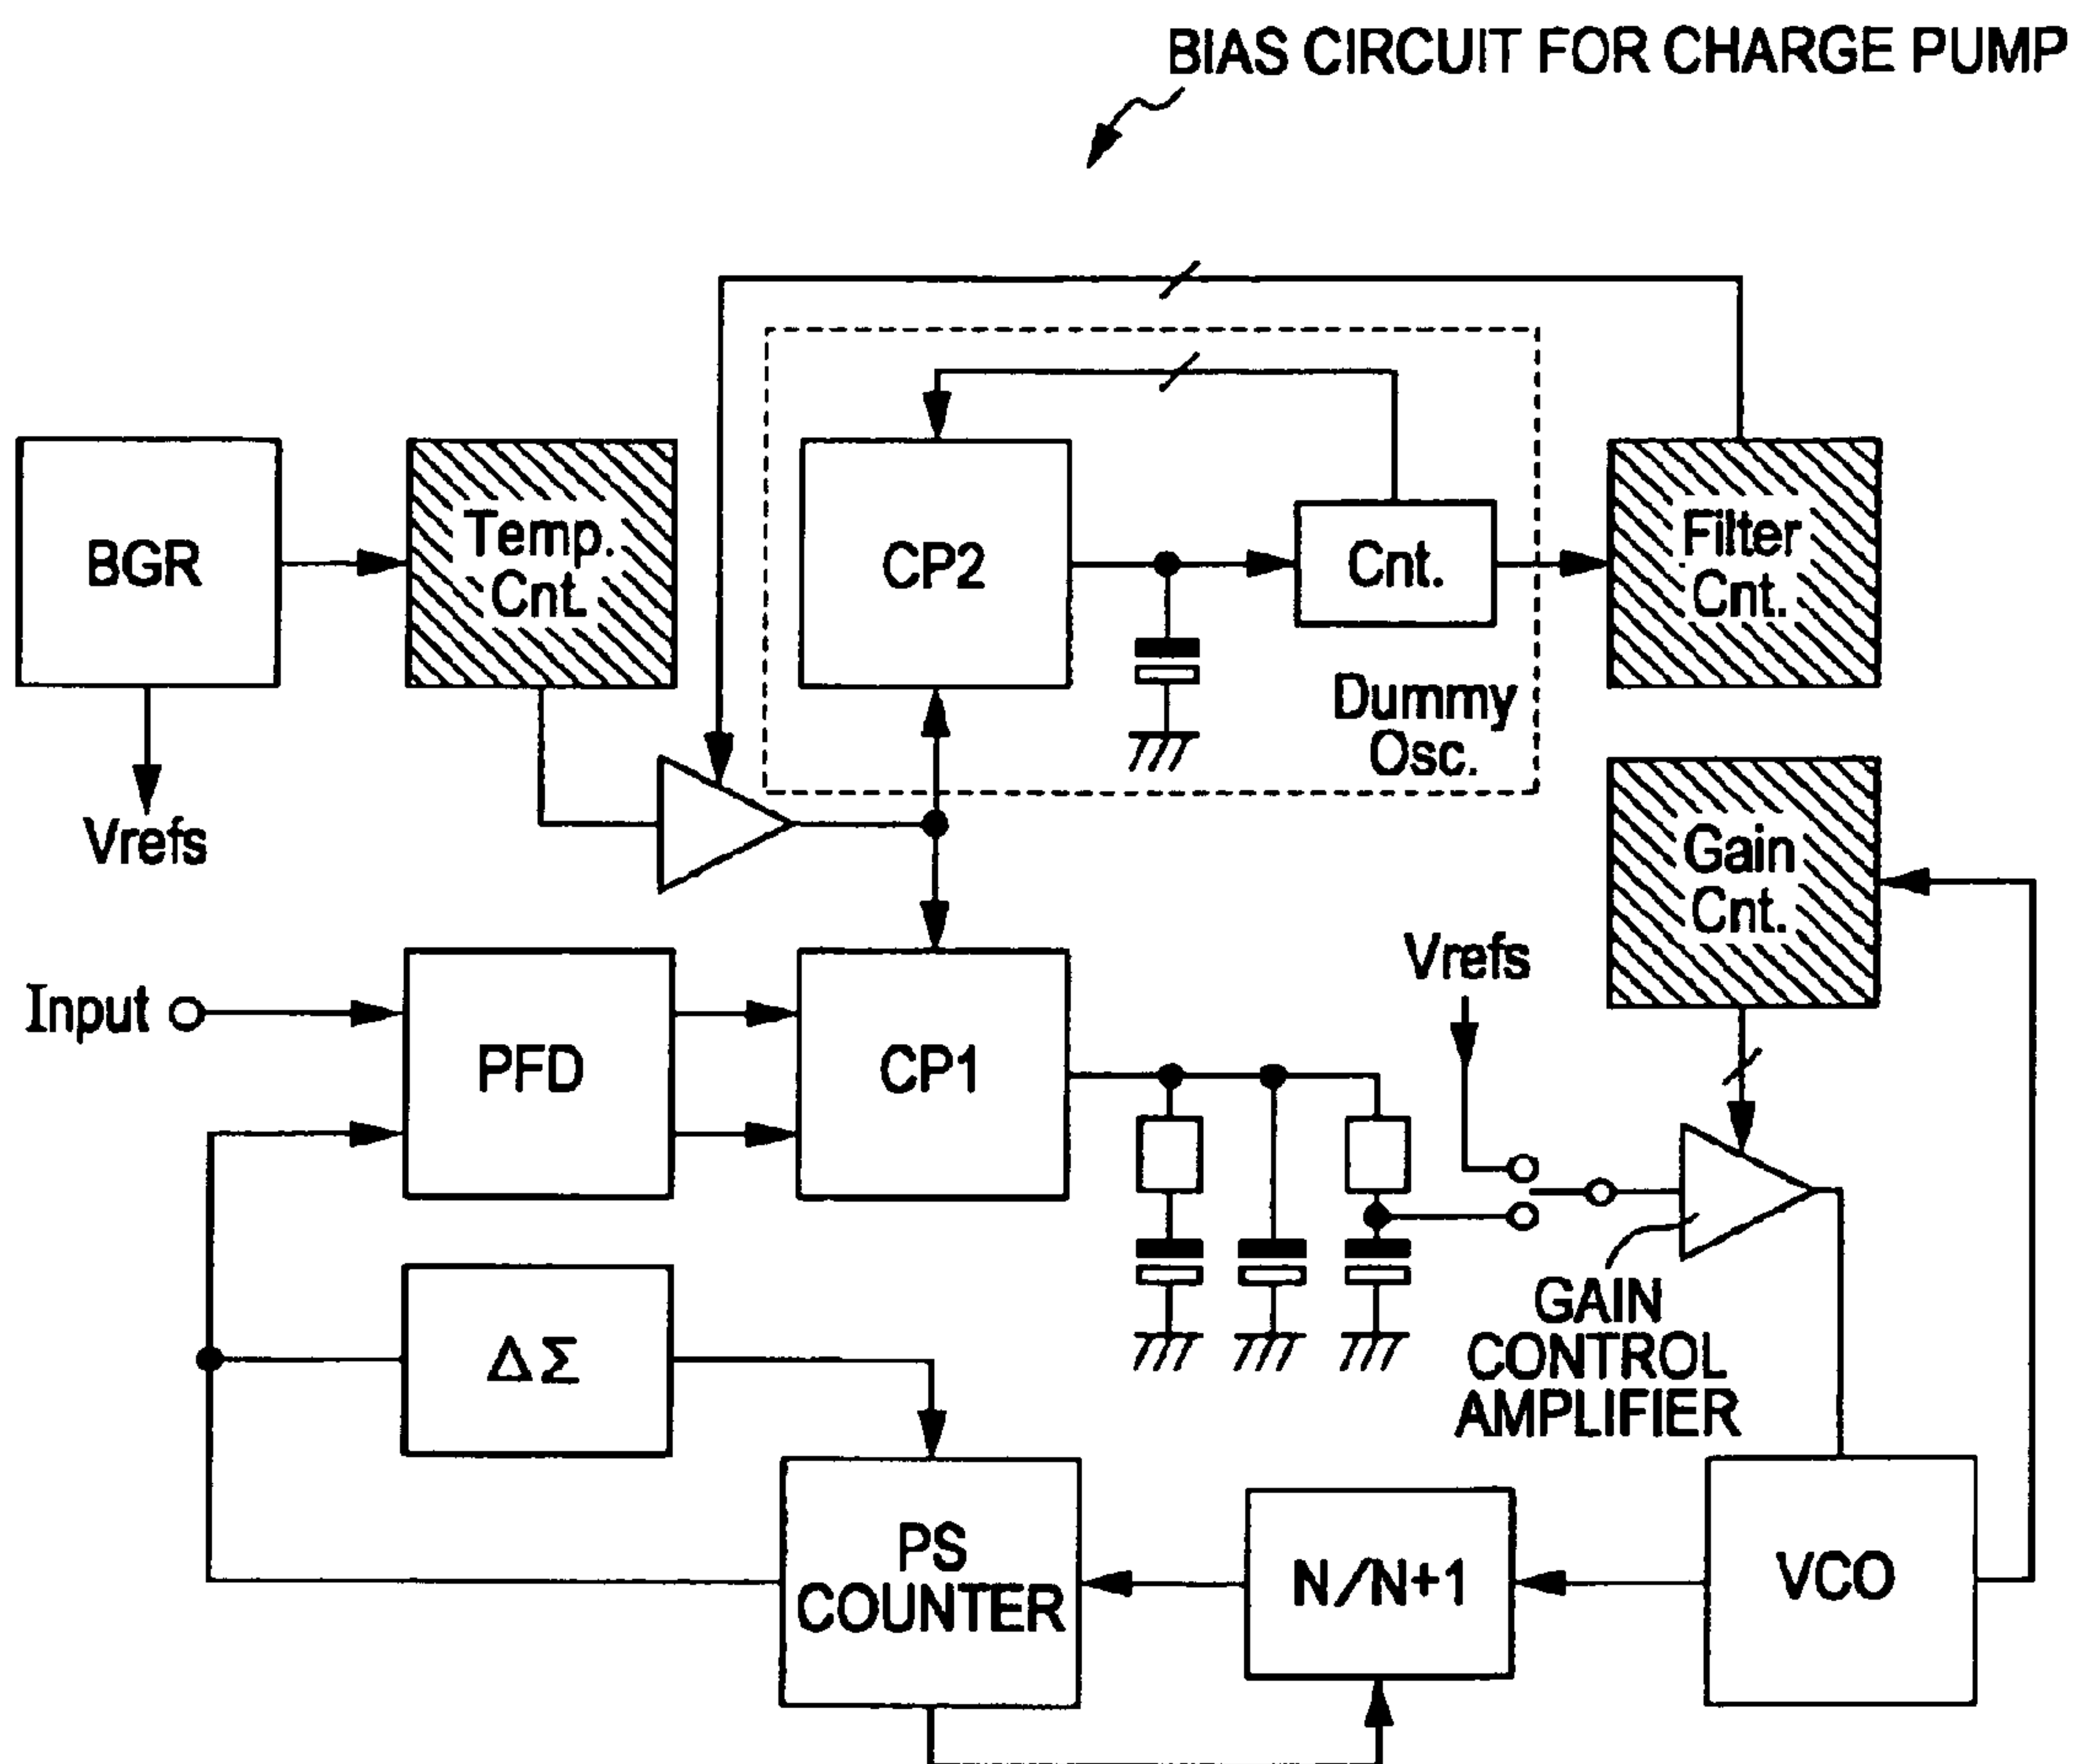 BIAS CIRCUIT FOR CHARGE PUMP
BGR
Temp.
Cnt.
CP2
Cnt.
Filter
Cnt.
Dummy
Osc.
Vrefs
Gain
Cnt.
Vrefs
Input
PFD
CP1
GAIN
CONTROL
AMPLIFIER
ΔΣ
PS
COUNTER
N/N+1
VCO